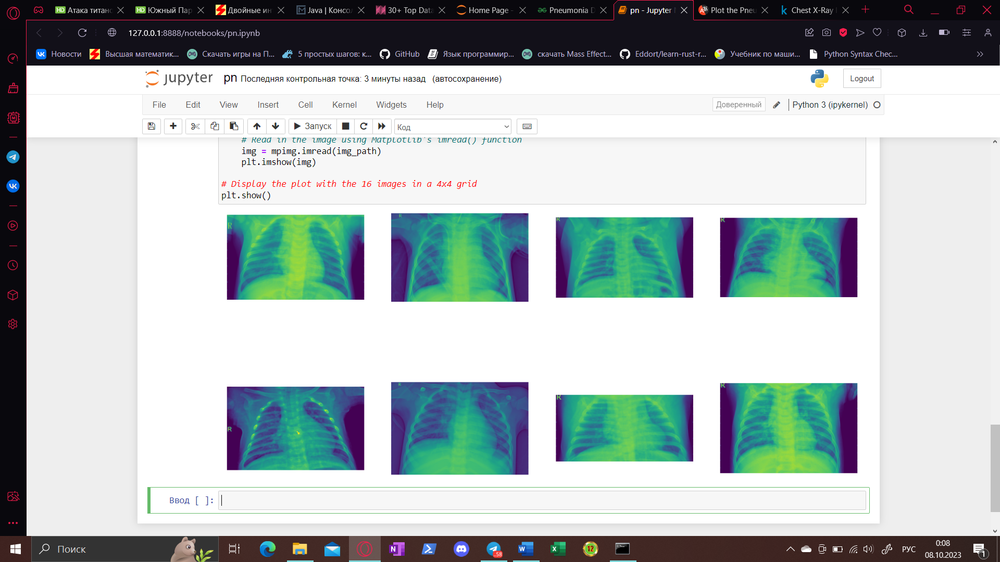 Атака титанс
Южный Пар
Двойные ин
Java | Консо
30+ Top Data
Home Page -
Pneumonia D
pn - Jupyter
Plot the Pneu
Chest X-Ray
127.0.0.1:8888/notebooks/pn.ipynb
Новости
Высшая математик...
Скачать игры на П...
5 простых шагов: к...
GitHub
Язык программир...
скачать Mass Effect...
Eddort/learn-rust-r...
Учебник по маши...
Python Syntax Chec...
jupyter pn Последняя контрольная точка: 3 минуты назад (автосохранение)
Logout
File Edit View Insert Cell Kernel Widgets Help
Доверенный
Python 3 (ipykernel)
Запуск
Код
# Read in the image using Matplotlib's imread() function
img = mpimg.imread(img_path)
plt.imshow(img)
# Display the plot with the 16 images in a 4x4 grid
plt.show()
R
R
R
R
R
R
R
R
Ввод [ ]:
Поиск
..58
12
РУС
0:08
08.10.2023
1